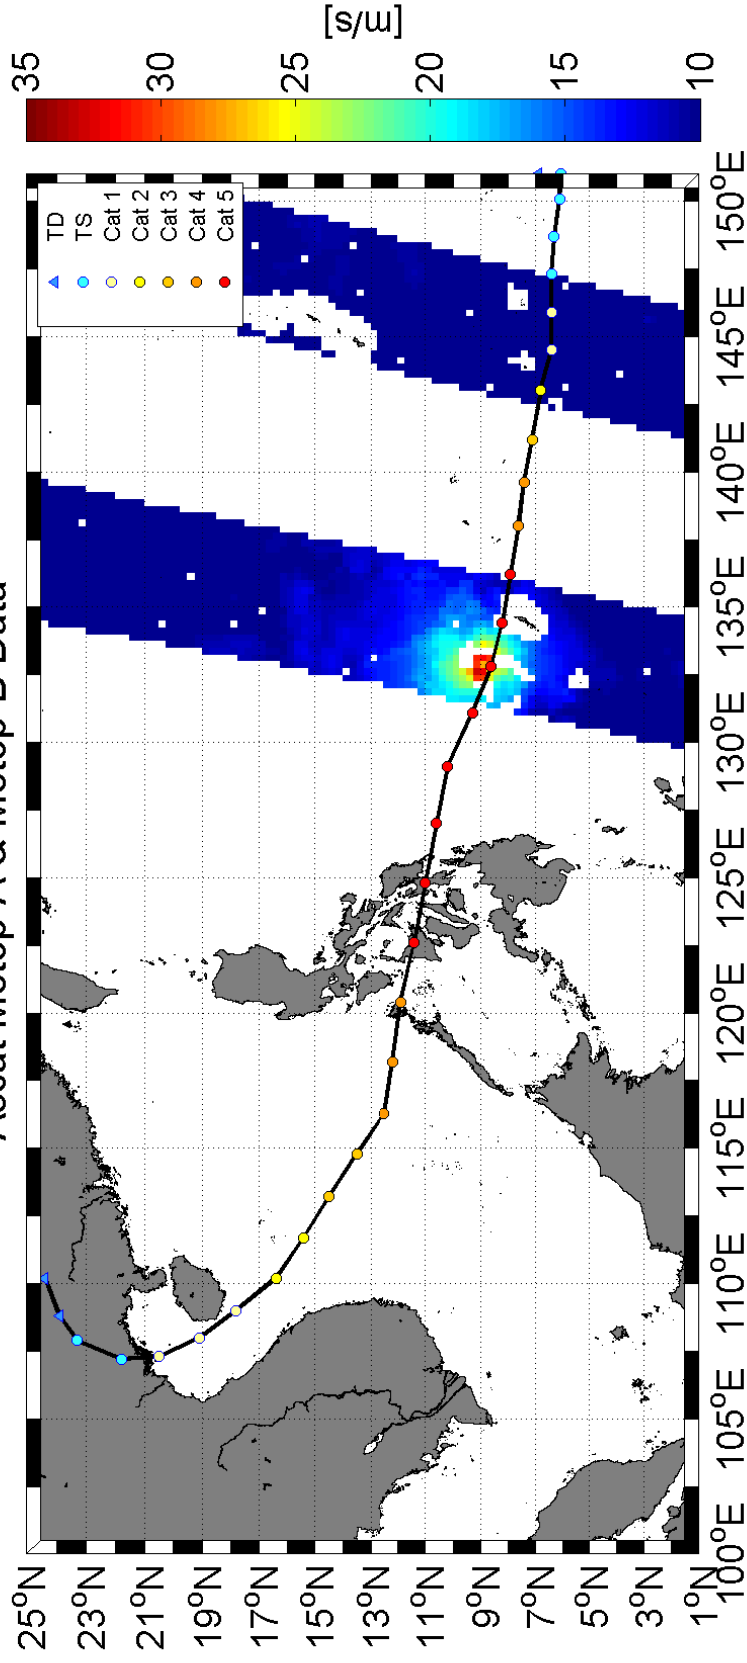 Ascat Metop-A & Metop-B Data
25°N
23°N
21°N
19°N
17°N
15°N
13°N
11°N
9°N
7°N
5°N
3°N
1°N
100°E
105°E
110°E
115°E
120°E
125°E
130°E
135°E
140°E
145°E
150°E
TD
TS
Cat 1
Cat 2
Cat 3
Cat 4
Cat 5
35
30
25
20
15
10
[m/s]